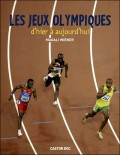 LES JEUX OLYMPIQUES
d'hier à aujourd'hui
CASTOR DOC